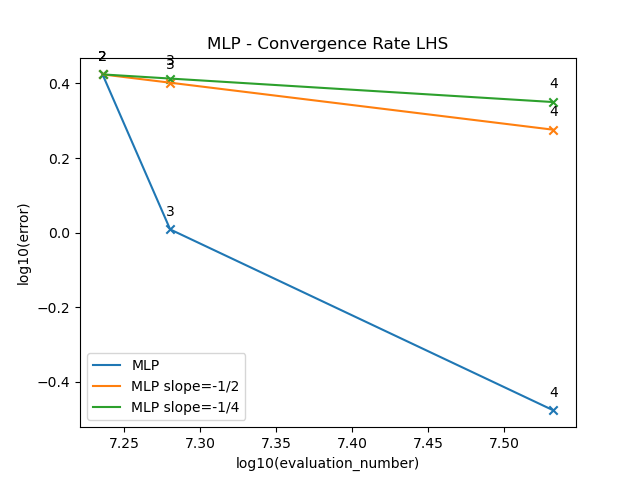 MLP - Convergence Rate LHS
2
3
3
4
4
3
4
0.4
0.2
0.0
−0.2
−0.4
log10(error)
MLP
MLP slope=-1/2
MLP slope=-1/4
7.25 7.30 7.35 7.40 7.45 7.50
log10(evaluation_number)